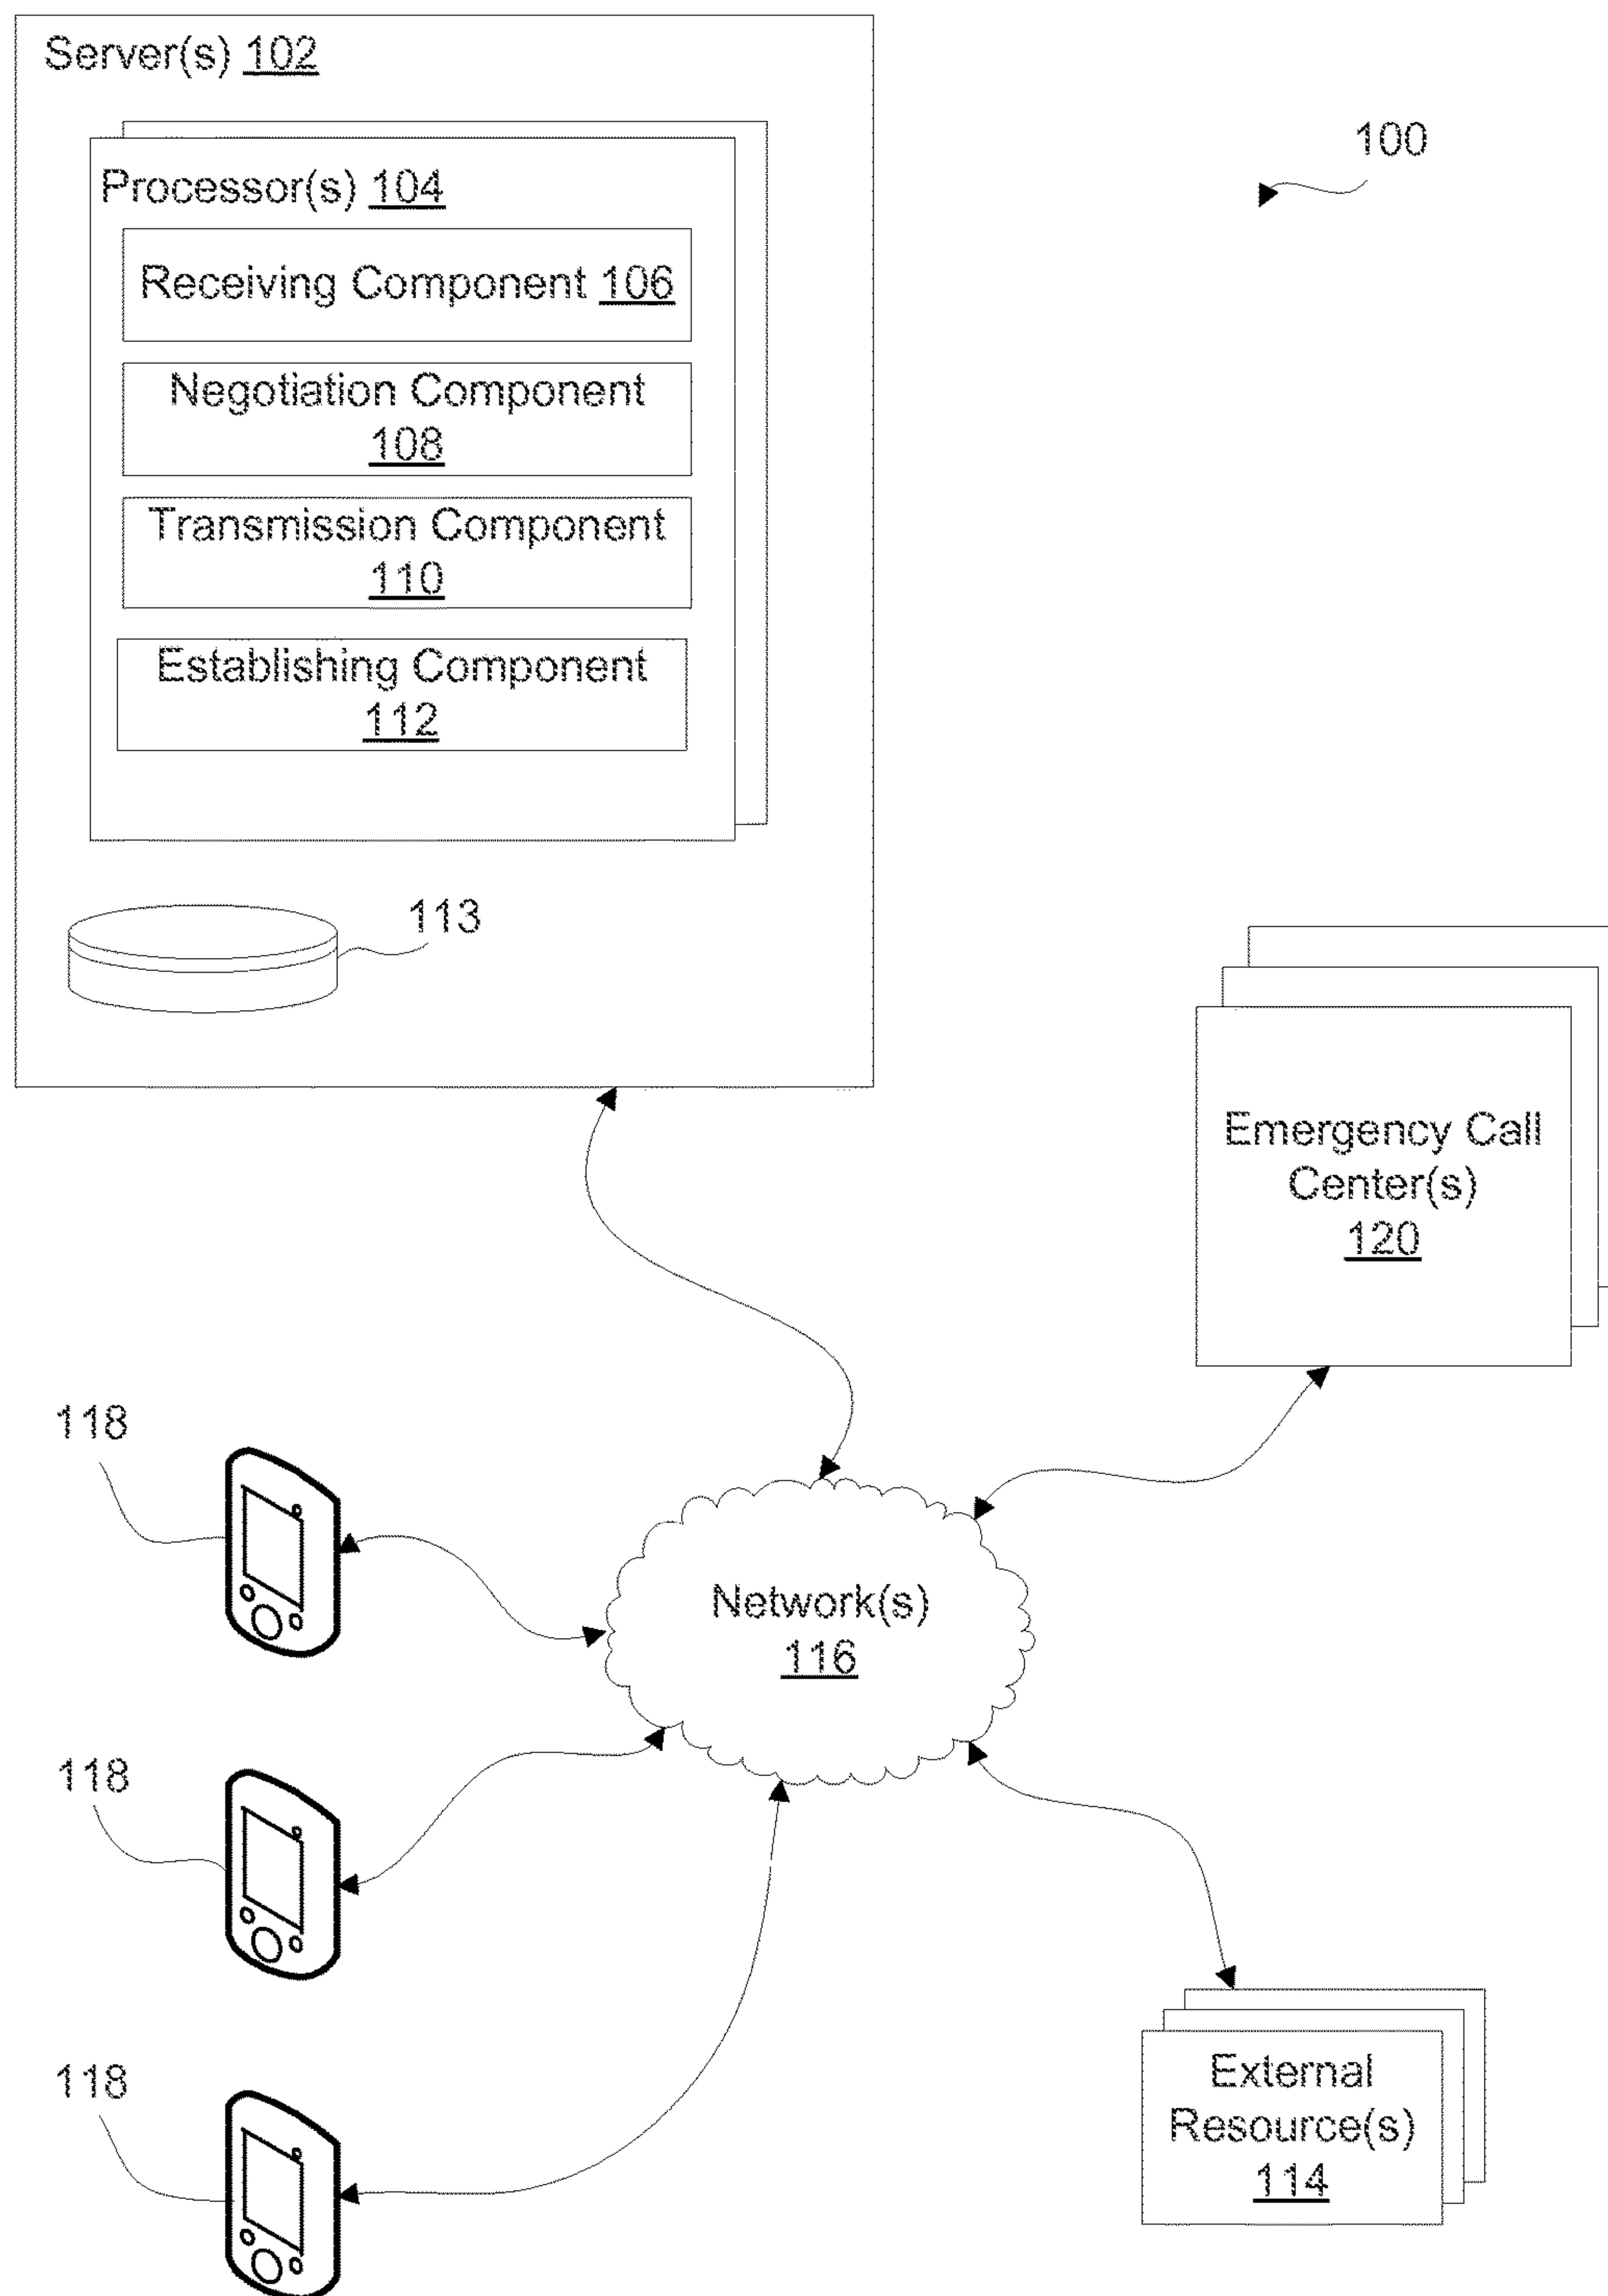 Server(s) 102
100
Processor(s) 104
Receiving Component 106
Negotiation Component
108
Transmission Component
110
Establishing Component
112
113
Emergency Call
Center(s)
120
118
Network(s)
116
118
External
Resource(s)
114
118